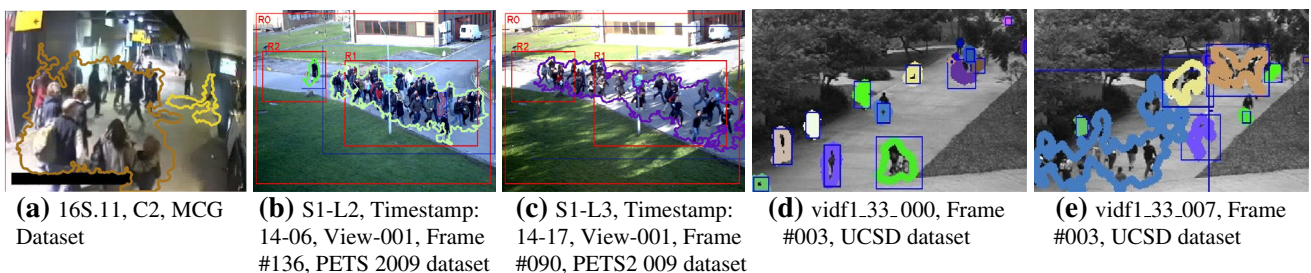 R0
R2
R1
R0
R2
R1
(a) 16S.11, C2, MCG
Dataset
(b) S1-L2, Timestamp:
14-06, View-001, Frame
#136, PETS 2009 dataset
(c) S1-L3, Timestamp:
14-17, View-001, Frame
#090, PETS2 009 dataset
(d) vidf1_33_000, Frame
#003, UCSD dataset
(e) vidf1_33_007, Frame
#003, UCSD dataset